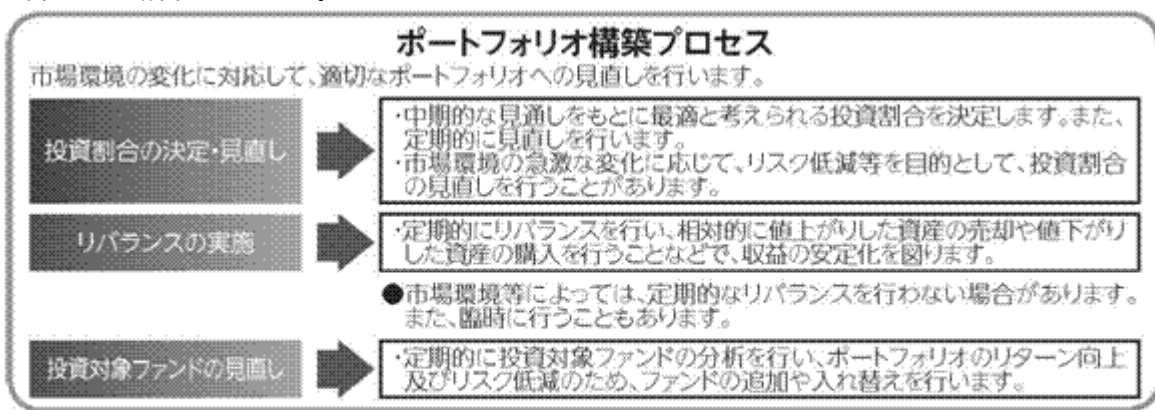 ポートフォリオ構築プロセス
市場環境の変化に対応して、適切なポートフォリオへの見直しを行います。
投資割合の決定・見直し
・中期的な見通しをもとに最適と考えられる投資割合を決定します。また、
定期的に見直しを行います。
・市場環境の急激な変化に応じて、リスク低減等を目的として、投資割合
の見直しを行うことがあります。
リバランスの実施
・定期的にリバランスを行い、相対的に値上がりした資産の売却や値下がり
した資産の購入を行うことなどで、収益の安定化を図ります。
●市場環境等によっては、定期的なリバランスを行わない場合があります。
また、臨時に行うこともあります。
投資対象ファンドの見直し
・定期的に投資対象ファンドの分析を行い、ポートフォリオのリターン向上
及びリスク低減のため、ファンドの追加や入れ替えを行います。